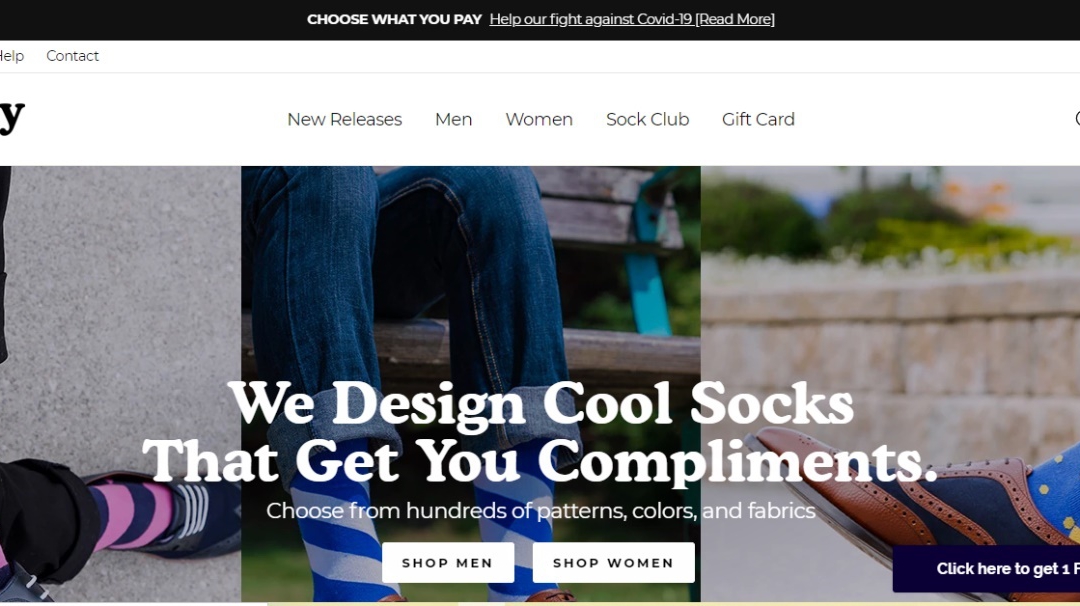 CHOOSE WHAT YOU PAY Help our fight against Covid-19 [Read More]
Help Contact
y
New Releases Men Women Sock Club Gift Card
We Design Cool Socks
That Get You Compliments.
Choose from hundreds of patterns, colors, and fabrics
SHOP MEN SHOP WOMEN
Click here to get 1 F